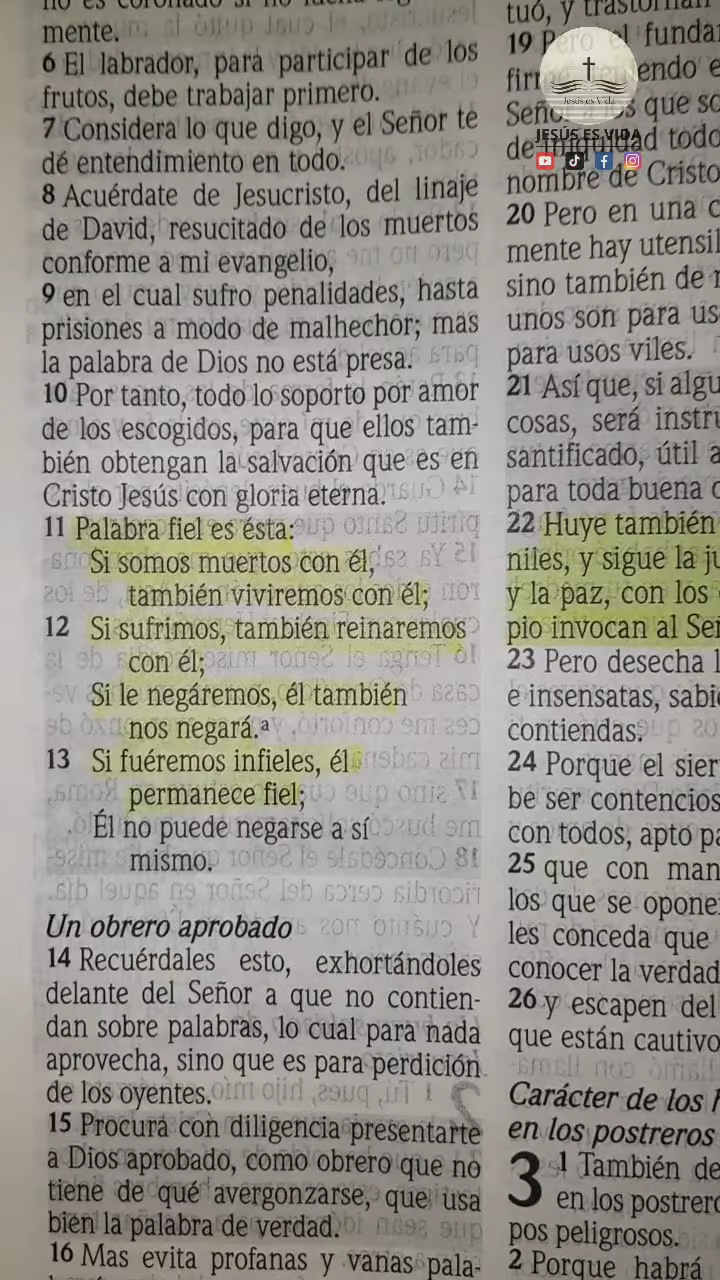 mente.
6 El labrador, para participar de los
frutos, debe trabajar primero.
7 Considera lo que digo, y el Señor te
dé entendimiento en todo.
8 Acuérdate de Jesucristo, del linaje
de David, resucitado de los muertos
conforme a mi evangelio,
9 en el cual sufro penalidades, hasta
prisiones a modo de malhechor; mas
la palabra de Dios no está presa.
10 Por tanto, todo lo soporto por amor
de los escogidos, para que ellos tam-
bién obtengan la salvación que es en
Cristo Jesús con gloria eterna.
11 Palabra fiel es ésta:
Si somos muertos con él,
también viviremos con él;
12 Si sufrimos, también reinaremos
con él;
Si le negáremos, él también
nos negará.ª
13 Si fuéremos infieles, él
permanece fiel;
Él no puede negarse a sí
mismo.
Un obrero aprobado
14 Recuérdales esto, exhortándoles
delante del Señor a que no contien-
dan sobre palabras, lo cual para nada
aprovecha, sino que es para perdición
de los oyentes.
15 Procura con diligencia presentarte
a Dios aprobado, como obrero que no
tiene de qué avergonzarse, que usa
bien la palabra de verdad.
16 Mas evita profanas y vanas pala-
tuó, y
19 Pero el
Señ
que so
de iniquidad todo
nombre de Cristo
20 Pero en una c
mente hay utensil
sino también de
unos son para us
para usos viles.
21 Así que, si algu
cosas, será instru
santificado, útil a
para toda buena c
22 Huye también
niles, y sigue la ju
y la paz, con los
pio invocan al Señ
23 Pero desecha l
e insensatas, sabi
contiendas.
24 Porque el sier
be ser contencios
con todos, apto pa
25 que con man
los que se opone
les conceda que
conocer la verdad
26 y escapen del
que están cautivo
Carácter de los h
en los postreros
3 1 También de
en los postrero
pos peligrosos.
2 Porque habrá
Jesús es Vida
JESÚS ES VIDA